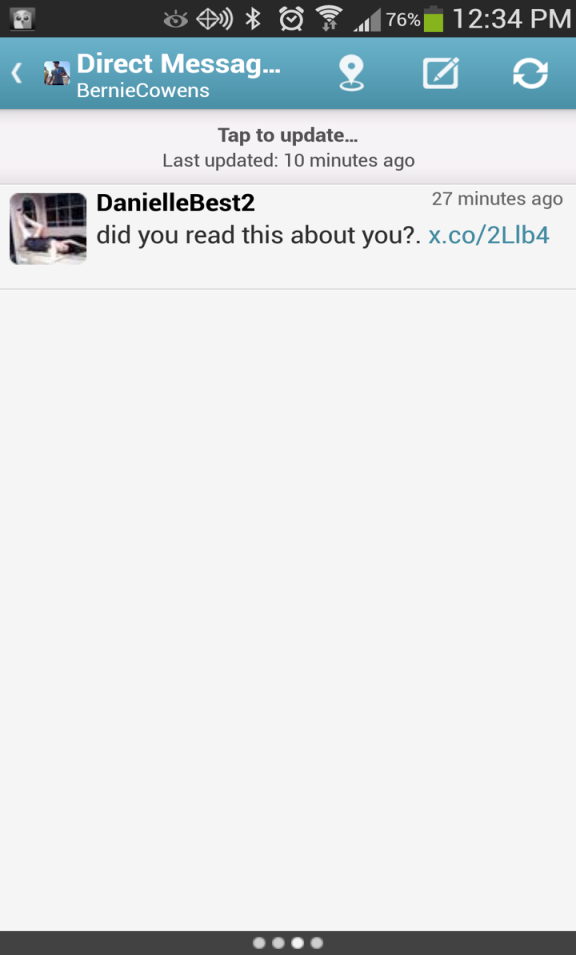 76% 12:34 PM
Direct Messag...
BernieCowens
Tap to update...
Last updated: 10 minutes ago
DanielleBest2
27 minutes ago
did you read this about you?. x.co/2Llb4